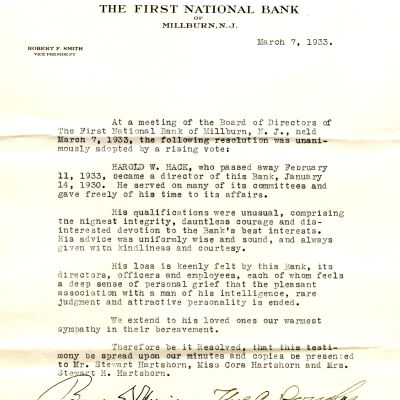 THE FIRST NATIONAL BANK
OF
MILLBURN, N.J.
March 7, 1933.
ROBERT F. SMITH
VICE PRESIDENT
At a meeting of the Board of Directors of
The First National Bank of Millburn, N. J., held
March 7, 1933, the following resolution was unani-
mously adopted by a rising vote:
HAROLD W. HACK, who passed away February
11, 1933, became a director of this Bank, January
14, 1930. He served on many of its committees and
gave freely of his time to its affairs.
His qualifications were unusual, comprising
the highest integrity, dauntless courage and dis-
interested devotion to the Bank's best interests.
His advice was uniformly wise and sound, and always
given with kindliness and courtesy.
His loss is keenly felt by this Bank, its
directors, officers and employees, each of whom feels
a deep sense of personal grief that the pleasant
association with a man of his intelligence, rare
judgment and attractive personality is ended.
We extend to his loved ones our warmest
sympathy in their bereavement.
Therefore be it Resolved, that this testi-
mony be spread upon our minutes and copies be presented
to Mr. Stewart Hartshorn, Miss Cora Hartshorn and Mrs.
Stewart H. Hartshorn.